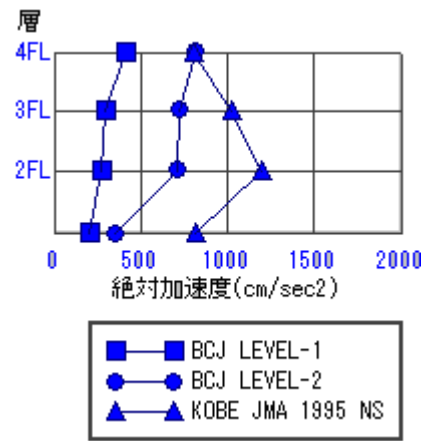 層
4FL
3FL
2FL
0 500 1000 1500 2000
絶対加速度(cm/sec2)
BCJ LEVEL-1
BCJ LEVEL-2
KOBE JMA 1995 NS